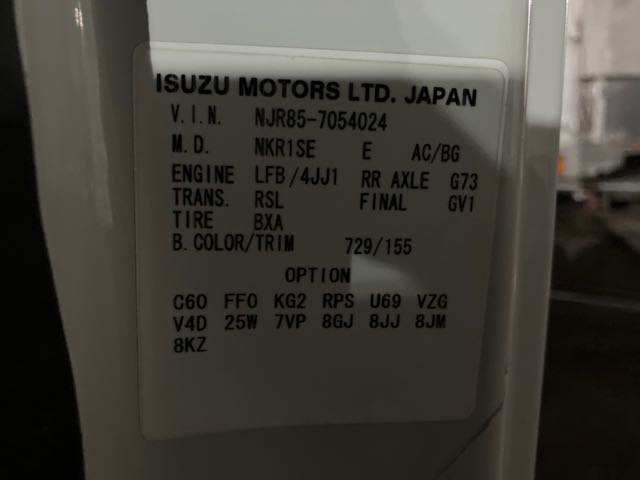 ISUZU MOTORS LTD. JAPAN
V.I.N. NJR85-7054024
M.D. NKR1SE E AC/BG
ENGINE LFB/4JJ1 RR AXLE G73
TRANS. RSL FINAL GV1
TIRE BXA
B.COLOR/TRIM 729/155
OPTION
C60 FF0 KG2 RPS U69 VZG
V4D 25W 7VP 8GJ 8JJ 8JM
8KZ